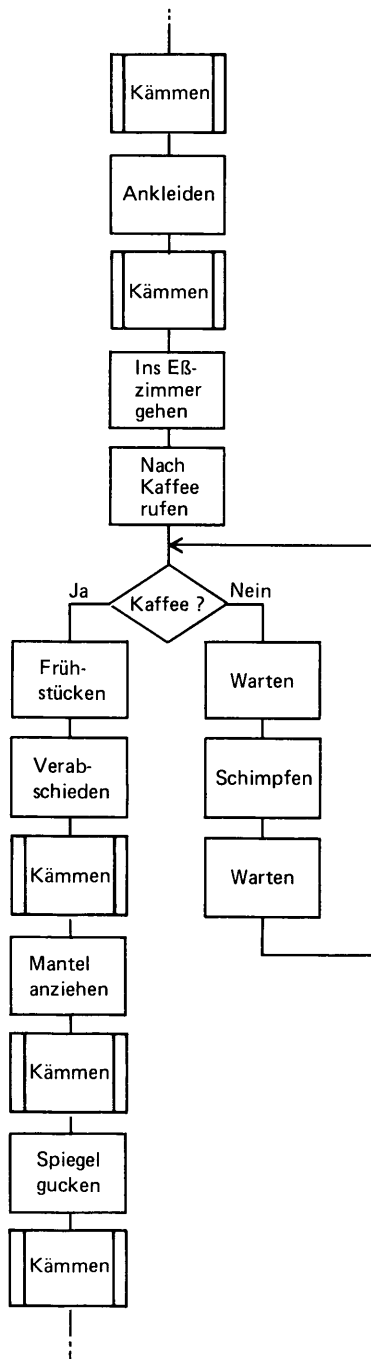 Kämmen
Ankleiden
Kämmen
Ins Eß-
zimmer
gehen
Nach
Kaffee
rufen
Ja
Kaffee ?
Nein
Früh-
stücken
Verab-
schieden
Kämmen
Mantel
anziehen
Kämmen
Spiegel
gucken
Kämmen
Warten
Schimpfen
Warten